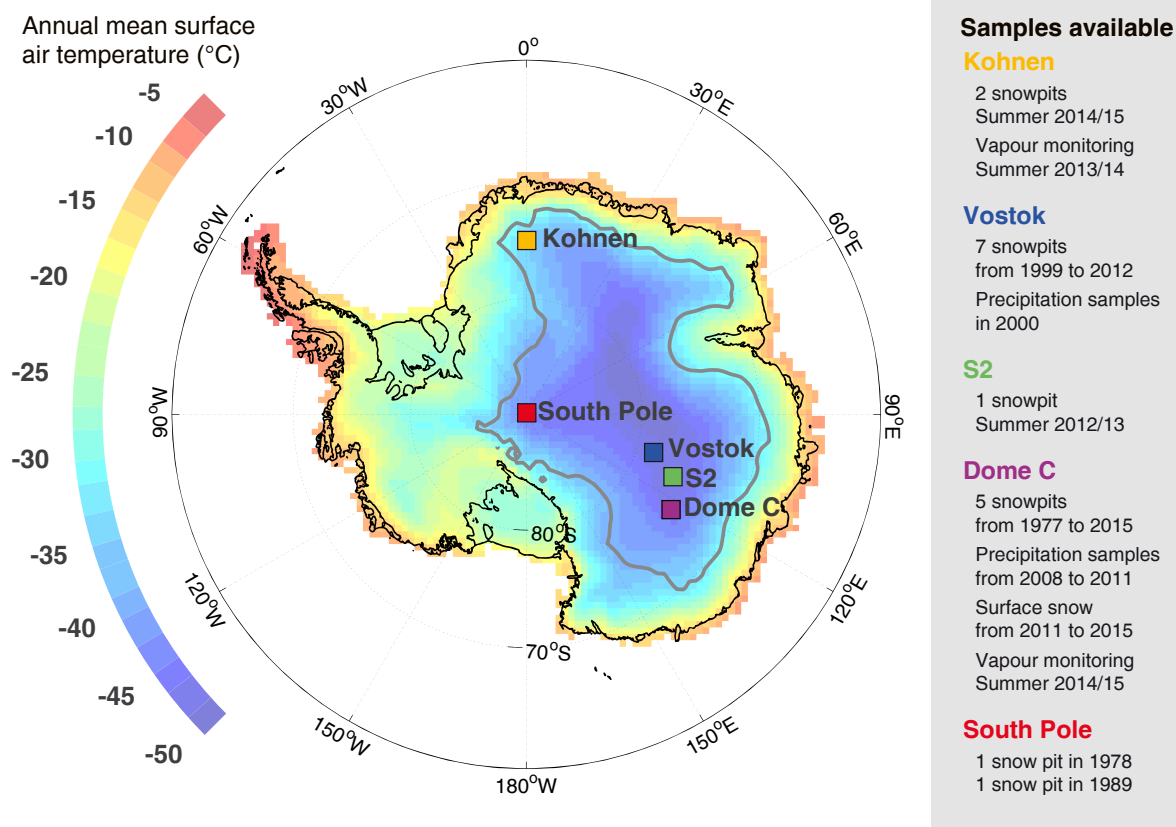 Annual mean surface
air temperature (°C)
-5
-10
-15
-20
-25
-30
-35
-40
-45
-50
0°
30°E
60°E
90°E
120°E
150°E
180°W
150°W
120°W
90°W
60°W
30°W
Kohnen
South Pole
Vostok
S2
Dome C
80°S
70°S
Samples available
Kohnen
2 snowpits
Summer 2014/15
Vapour monitoring
Summer 2013/14
Vostok
7 snowpits
from 1999 to 2012
Precipitation samples
in 2000
S2
1 snowpit
Summer 2012/13
Dome C
5 snowpits
from 1977 to 2015
Precipitation samples
from 2008 to 2011
Surface snow
from 2011 to 2015
Vapour monitoring
Summer 2014/15
South Pole
1 snow pit in 1978
1 snow pit in 1989